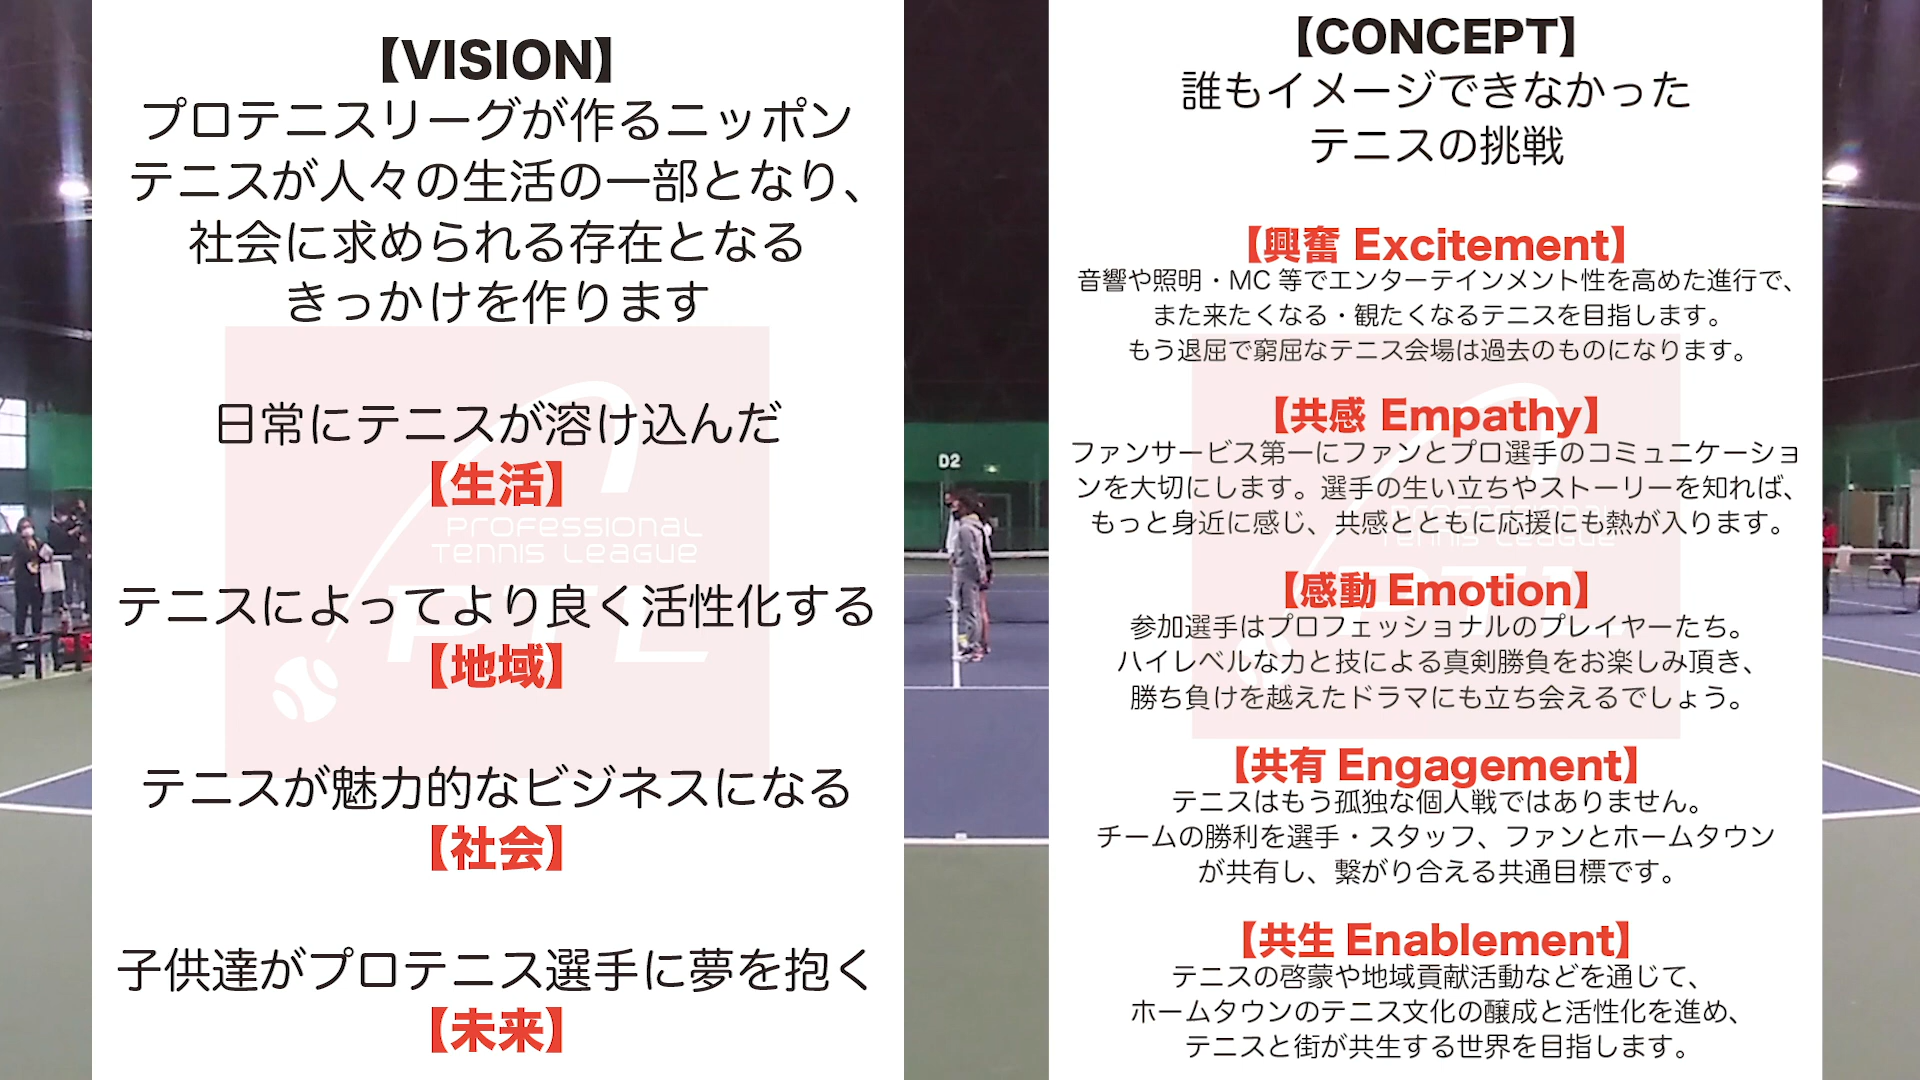 【VISION】
プロテニスリーグが作るニッポン
テニスが人々の生活の一部となり、
社会に求められる存在となる
きっかけを作ります
日常にテニスが溶け込んだ
【生活】
PROFESSIONAL
TENNIS LEAGUE
PTL
テニスによってより良く活性化する
【地域】
テニスが魅力的なビジネスになる
【社会】
子供達がプロテニス選手に夢を抱く
【未来】
D2
【CONCEPT】
誰もイメージできなかった
テニスの挑戦
【興奮 Excitement】
音響や照明・MC 等でエンターテインメント性を高めた進行で、
また来たくなる・観たくなるテニスを目指します。
もう退屈で窮屈なテニス会場は過去のものになります。
【共感 Empathy】
ファンサービス第一にファンとプロ選手のコミュニケーショ
ンを大切にします。選手の生い立ちやストーリーを知れば、
もっと身近に感じ、共感とともに応援にも熱が入ります。
PROFESSIONAL
TENNIS LEAGUE
PTL
【感動 Emotion】
参加選手はプロフェッショナルのプレイヤーたち。
ハイレベルな力と技による真剣勝負をお楽しみ頂き、
勝ち負けを越えたドラマにも立ち会えるでしょう。
【共有 Engagement】
テニスはもう孤独な個人戦ではありません。
チームの勝利を選手・スタッフ、ファンとホームタウン
が共有し、繋がり合える共通目標です。
【共生 Enablement】
テニスの啓蒙や地域貢献活動などを通じて、
ホームタウンのテニス文化の醸成と活性化を進め、
テニスと街が共生する世界を目指します。